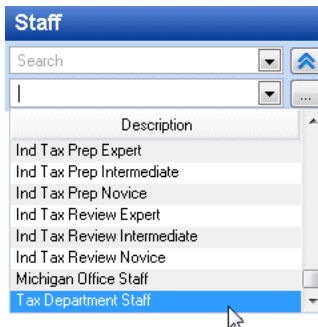 Staff
Search
...
Description
Ind Tax Prep Expert
Ind Tax Prep Intermediate
Ind Tax Prep Novice
Ind Tax Review Expert
Ind Tax Review Intermediate
Ind Tax Review Novice
Michigan Office Staff
Tax Department Staff